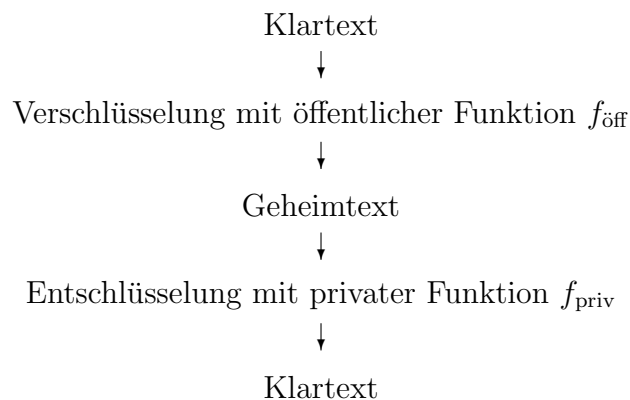 Klartext
Verschlüsselung mit öffentlicher Funktion f_öff
Geheimtext
Entschlüsselung mit privater Funktion f_priv
Klartext